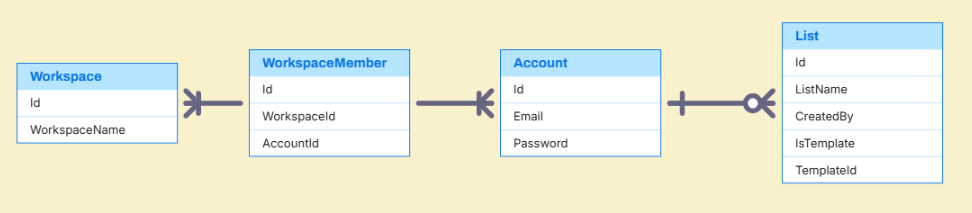 Workspace
Id
WorkspaceName
WorkspaceMember
Id
WorkspaceId
AccountId
Account
Id
Email
Password
List
Id
ListName
CreatedBy
IsTemplate
TemplateId